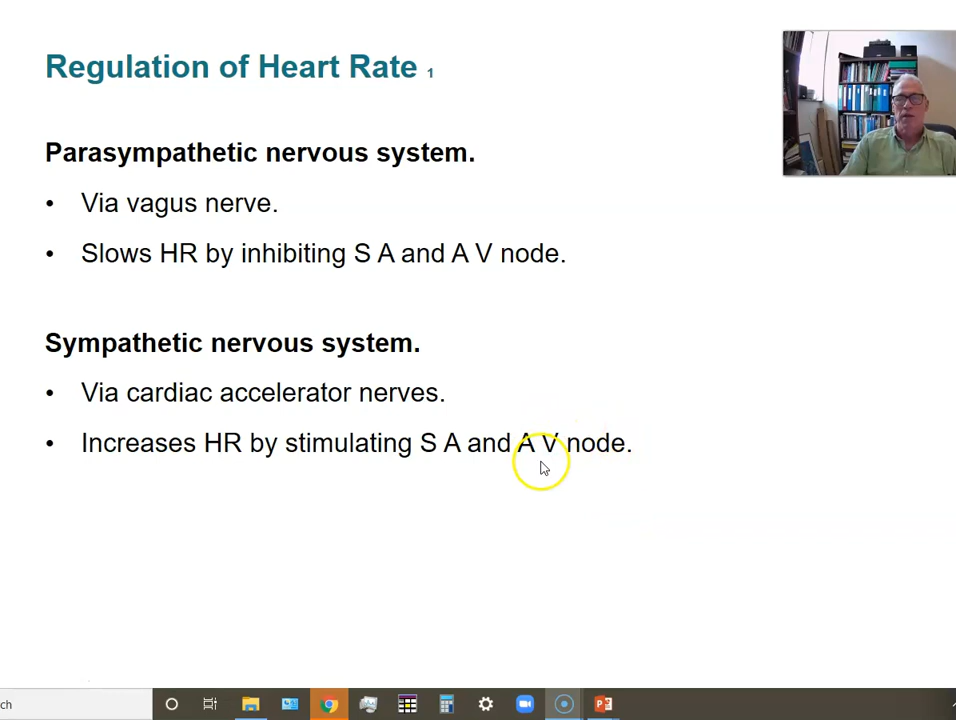 Regulation of Heart Rate 1
Parasympathetic nervous system.
• Via vagus nerve.
• Slows HR by inhibiting S A and A V node.
Sympathetic nervous system.
• Via cardiac accelerator nerves.
• Increases HR by stimulating S A and A V node.
ch